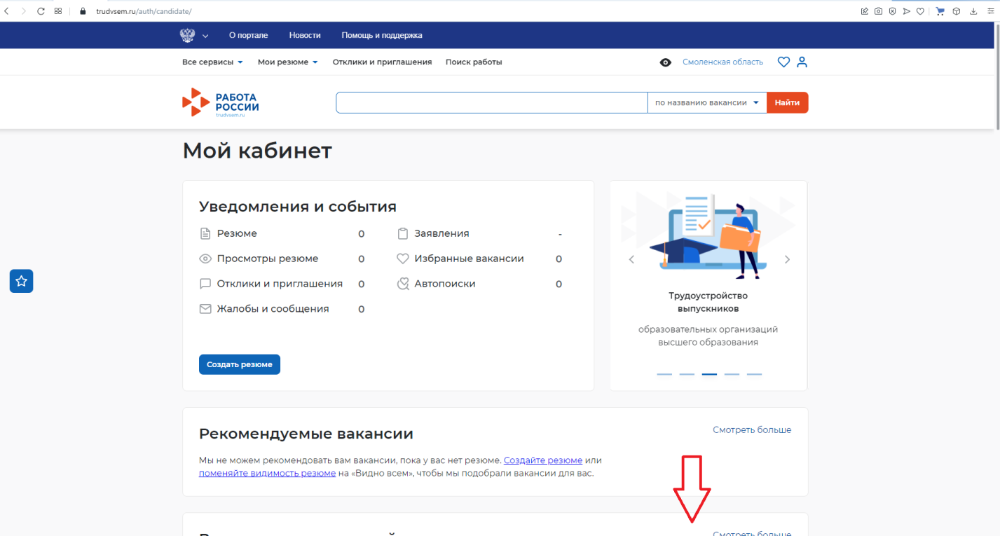 trudvsem.ru/auth/candidate/
О портале
Новости
Помощь и поддержка
Все сервисы
Мои резюме
Отклики и приглашения
Поиск работы
Смоленская область
РАБОТА
РОССИИ
trudvsem.ru
по названию вакансии
Найти
Мой кабинет
Уведомления и события
Резюме 0
Заявления -
Просмотры резюме 0
Избранные вакансии 0
Отклики и приглашения 0
Автопоиски 0
Жалобы и сообщения 0
Создать резюме
Трудоустройство
выпускников
образовательных организаций
высшего образования
Рекомендуемые вакансии
Смотреть больше
Мы не можем рекомендовать вам вакансии, пока у вас нет резюме. Создайте резюме или
поменяйте видимость резюме на «Видно всем», чтобы мы подобрали вакансии для вас.
Смотреть больше